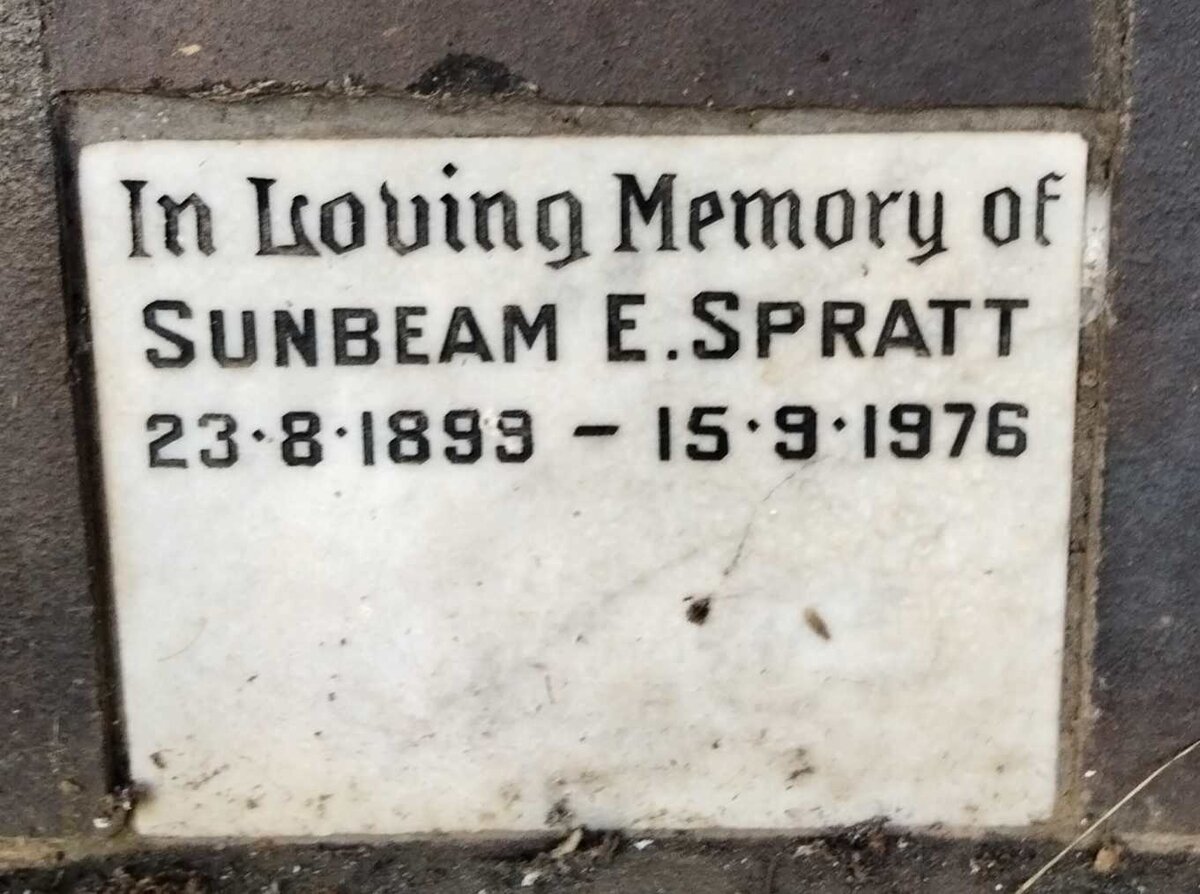 In Loving Memory of
SUNBEAM E. SPRATT
23·8·1899 – 15·9·1976